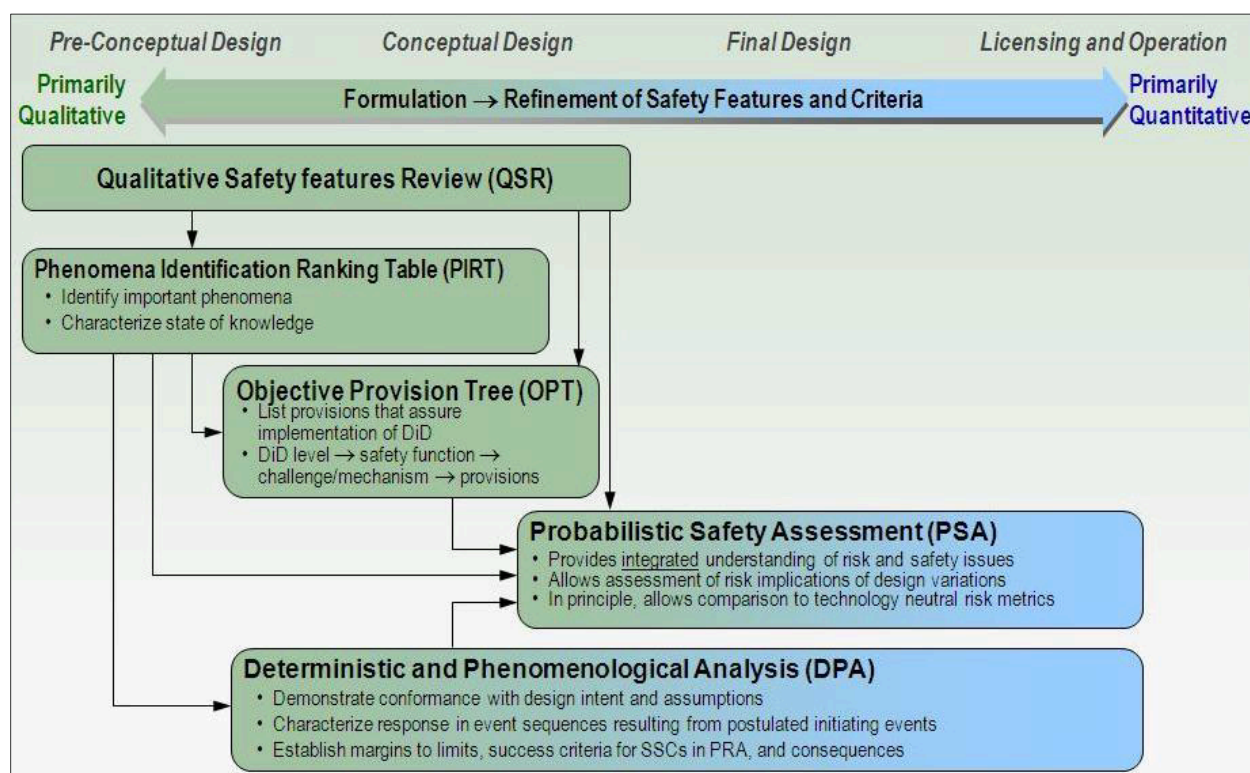 Pre-Conceptual Design Conceptual Design Final Design Licensing and Operation
Primarily
Qualitative
Formulation → Refinement of Safety Features and Criteria
Primarily
Quantitative
Qualitative Safety features Review (QSR)
Phenomena Identification Ranking Table (PIRT)
• Identify important phenomena
• Characterize state of knowledge
Objective Provision Tree (OPT)
• List provisions that assure
implementation of DiD
• DiD level → safety function →
challenge/mechanism → provisions
Probabilistic Safety Assessment (PSA)
• Provides integrated understanding of risk and safety issues
• Allows assessment of risk implications of design variations
• In principle, allows comparison to technology neutral risk metrics
Deterministic and Phenomenological Analysis (DPA)
• Demonstrate conformance with design intent and assumptions
• Characterize response in event sequences resulting from postulated initiating events
• Establish margins to limits, success criteria for SSCs in PRA, and consequences